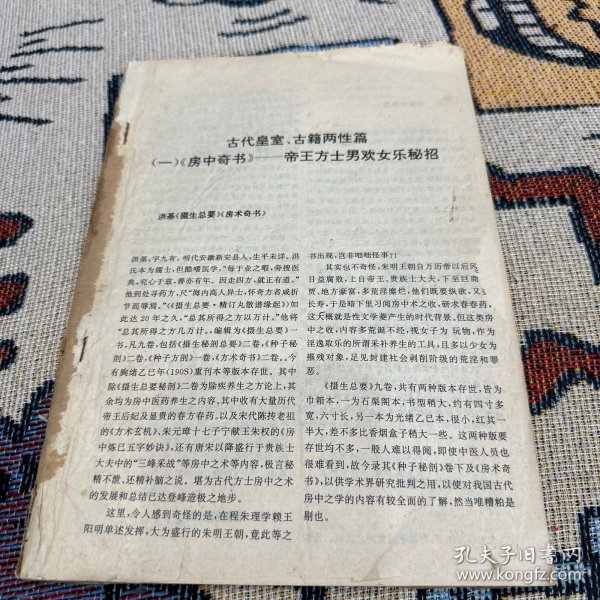 古代皇室、古籍两性篇
(一)《房中奇书》——帝王方士男欢女乐秘招
洪基《摄生总要》《房术奇书》
洪基,字九有。明代安徽新安县人,生平未详。洪
氏本为儒士,但酷嗜医学,“每于业之暇,旁搜医
典,究心于兹,善亦有年。因走四方,就正有道。”
他到处寻药方,尺“海内高人异士,怀奇方者咸折
节而尊焉。”(《摄生总要·精订丸散谱缘起》)如
此达20年之久,“总其所得之方以万计。”他将
“总其所得之方几万计。,编辑为《摄生总要》一
书,凡九卷,包括《摄生秘剖总要》二卷、《种子秘
剖》二卷、《种子方剖》一卷、《方术奇书》二卷。。今
有胸绪乙已年(190S)重刊本等版本存世。其中
除《摄生总要秘剖》二卷为除疾养生之方论上,其
余均为房中医药养生之内容。其中收有大量历代
帝王后妃及显贵的春方春药。以及宋代陈抟老祖
的《方术玄机》、朱元璋十七子宁献王朱权的《房
中炼已五字妙诀》,还有唐宋以降盛行于贵族士
大夫中的“三峰采战”等房中之术等内容,极言秘
精不泄、还精补脑之说。堪为古代方士房中之术
的发展和总结已达登峰造极之地步。
这里,令人感到奇怪的是,在程朱理学赖王
阳明单述发挥,大为盛行的朱明王朝,竟此等之
书出现,岂非咄咄怪事?!
其实也不奇怪,朱明王朝自万历帝以后风
日益腐败,上自帝王、贵族士大夫,下至巨商
贾、地方豪富,多荒淫糜烂,他们既要纵欲,又
长寿,于是暗下里习阅房中术之收,研求春春药,
这天概就是性文学妾产生的时代背景。但这类房
中之收,内容多荒诞不经,视女子为 玩物,作为
淫逸取乐的所谓采补养生的工具,且多以少女为
摧残对象,足见封建社会剥削阶级的荒淫和罪
恶。
《摄生总要》九卷,共有两种版本存世,皆为
巾箱本,一为石渠阁本,书型稍大,约有四寸多
宽,六寸长,另一本为光绪乙已本,很小,红其一
半大,差不多比香烟盒子稍大一些。这两种版要
存世均不多,一般人难以得阅,即使中医人员也
很难看到,故今录其《种子秘剖》卷下及《房术奇
书》,以供学术界研究批判之用,以使对我国古代
房中之学的内容有较全面的了解,然当唯糟粕是
剔也。
孔夫子旧书网
www.kongfz.com